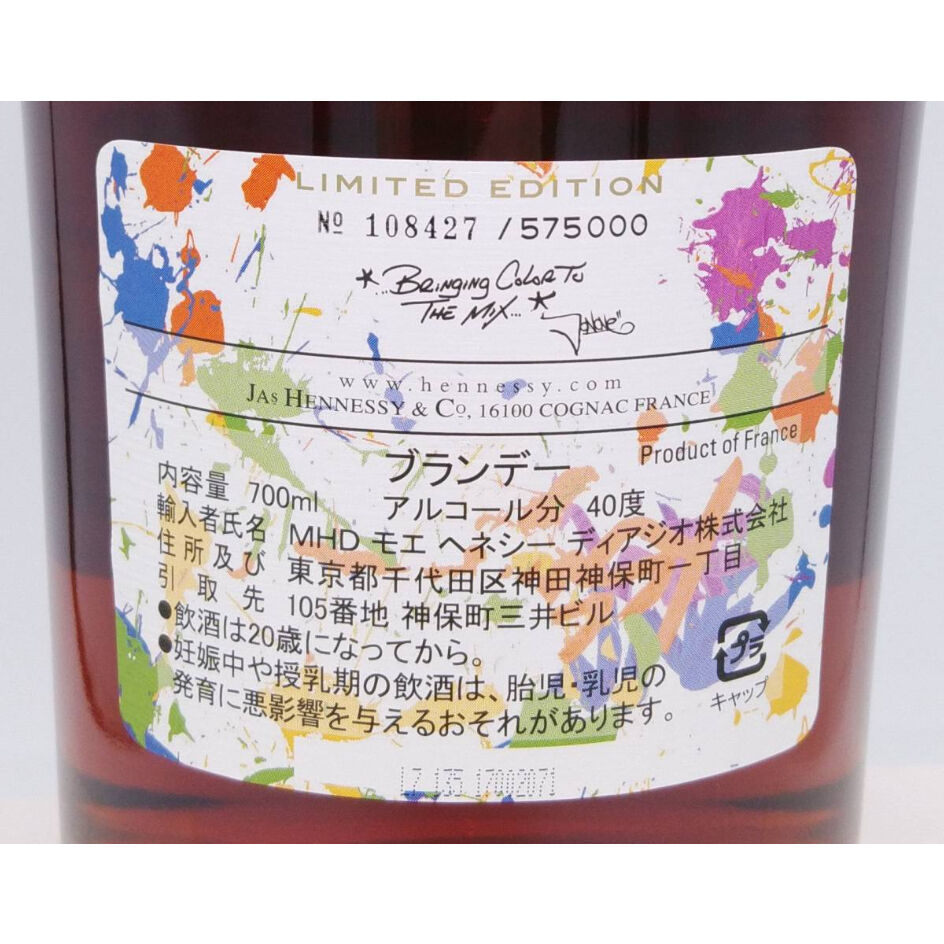 LIMITED EDITION
Nº 108427 /575000
*...BRINGING COLOR TO
THE MIX...*
JonOne
www.hennessy.com
JAS HENNESSY & Cº, 16100 COGNAC FRANCE
Product of France
ブランデー
内容量 700ml アルコール分 40度
輸入者氏名 MHD モエ ヘネシー ディアジオ株式会社
住所及び 東京都千代田区神田神保町一丁目
引取先 105番地 神保町三井ビル
●飲酒は20歳になってから。
●妊娠中や授乳期の飲酒は、胎児・乳児の
発育に悪影響を与えるおそれがあります。
プラ
キャップ